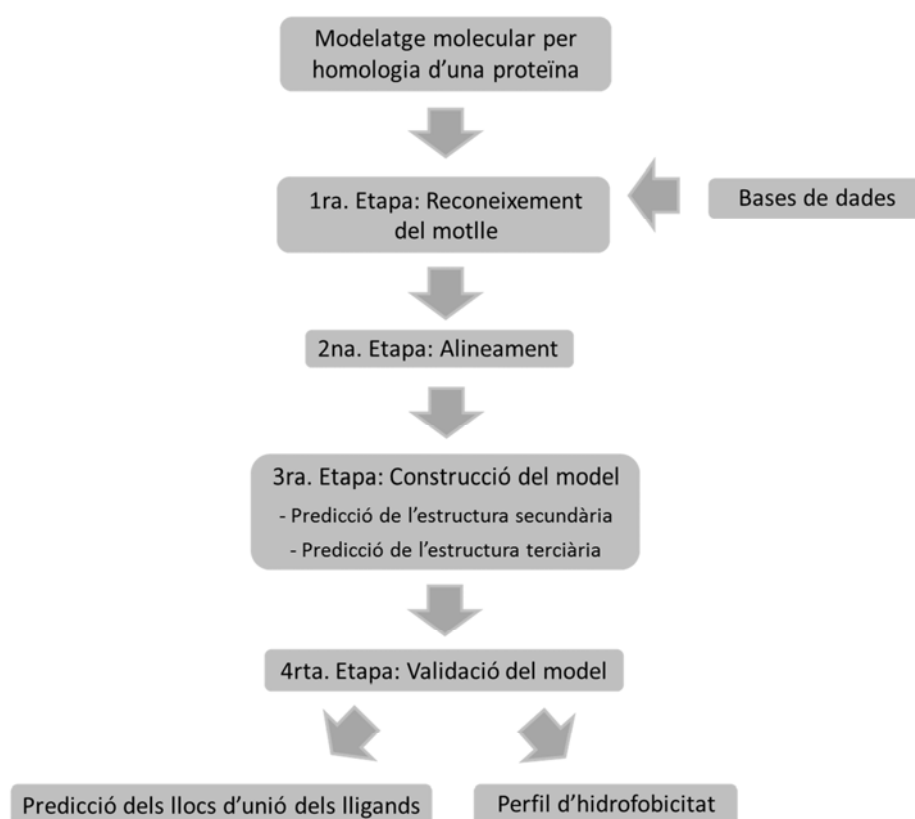 Modelatge molecular per
homologia d'una proteïna
1ra. Etapa: Reconeixement
del motlle
Bases de dades
2na. Etapa: Alineament
3ra. Etapa: Construcció del model
- Predicció de l'estructura secundària
- Predicció de l'estructura terciària
4rta. Etapa: Validació del model
Predicció dels llocs d'unió dels lligands
Perfil d'hidrofobicitat